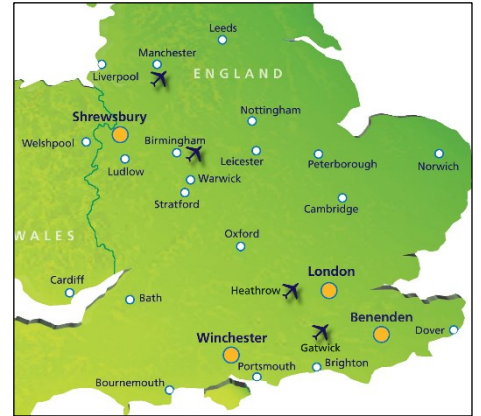 Leeds
Manchester
Liverpool
ENGLAND
Nottingham
Shrewsbury
Welshpool
Birmingham
Leicester
Peterborough
Norwich
Ludlow
Warwick
Stratford
Cambridge
WALES
Oxford
Cardiff
Bath
Heathrow
London
Benenden
Dover
Winchester
Gatwick
Portsmouth
Brighton
Bournemouth